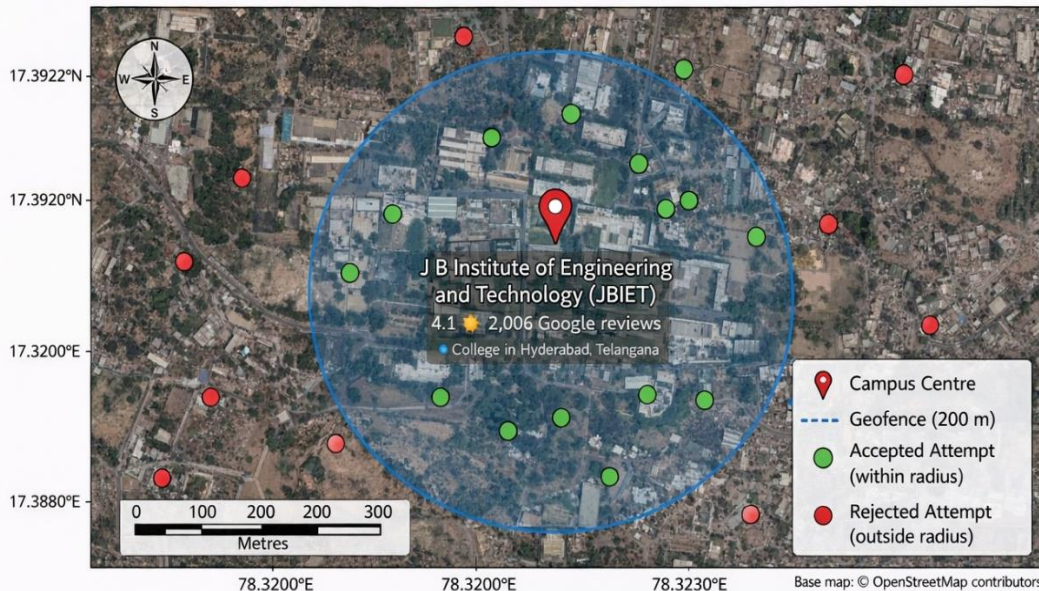 N
W E
S
17.3922°N
17.3920°N
17.3200°E
17.3880°E
J B Institute of Engineering
and Technology (JBIET)
4.1 2,006 Google reviews
College in Hyderabad, Telangana
Campus Centre
Geofence (200 m)
Accepted Attempt
(within radius)
Rejected Attempt
(outside radius)
0 100 200 200 300
Metres
78.3200°E 78.3200°E 78.3230°E
Base map: © OpenStreetMap contributors